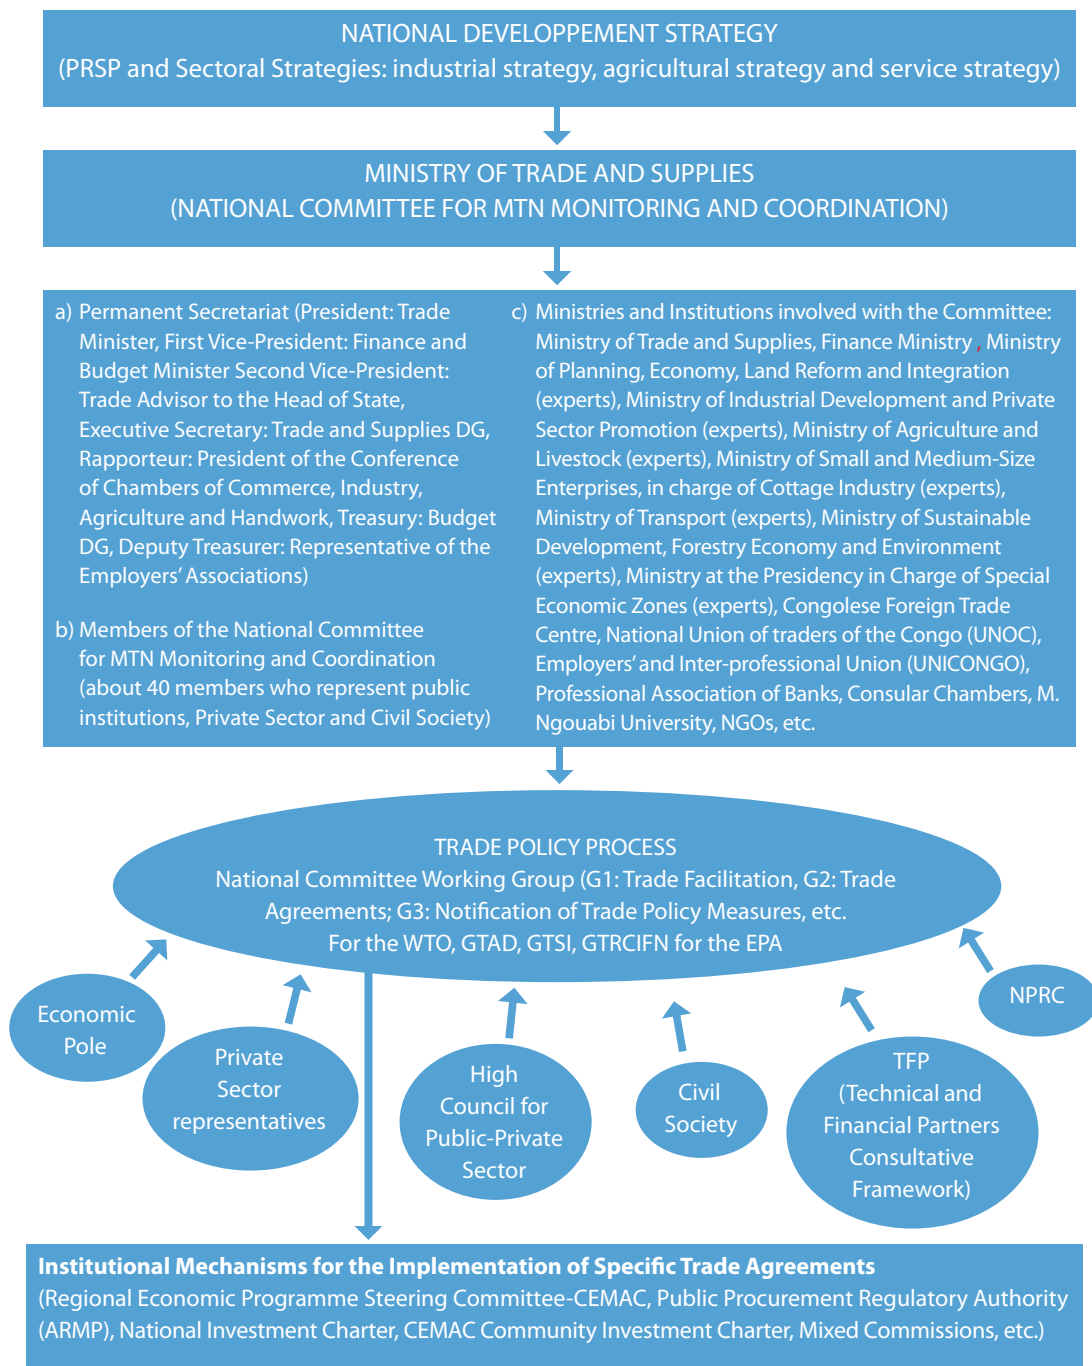 NATIONAL DEVELOPPEMENT STRATEGY
(PRSP and Sectoral Strategies: industrial strategy, agricultural strategy and service strategy)
MINISTRY OF TRADE AND SUPPLIES
(NATIONAL COMMITTEE FOR MTN MONITORING AND COORDINATION)
a) Permanent Secretariat (President: Trade
Minister, First Vice-President: Finance and
Budget Minister Second Vice-President:
Trade Advisor to the Head of State,
Executive Secretary: Trade and Supplies DG,
Rapporteur: President of the Conference
of Chambers of Commerce, Industry,
Agriculture and Handwork, Treasury: Budget
DG, Deputy Treasurer: Representative of the
Employers' Associations)
b) Members of the National Committee
for MTN Monitoring and Coordination
(about 40 members who represent public
institutions, Private Sector and Civil Society)
c) Ministries and Institutions involved with the Committee:
Ministry of Trade and Supplies, Finance Ministry , Ministry
of Planning, Economy, Land Reform and Integration
(experts), Ministry of Industrial Development and Private
Sector Promotion (experts), Ministry of Agriculture and
Livestock (experts), Ministry of Small and Medium-Size
Enterprises, in charge of Cottage Industry (experts),
Ministry of Transport (experts), Ministry of Sustainable
Development, Forestry Economy and Environment
(experts), Ministry at the Presidency in Charge of Special
Economic Zones (experts), Congolese Foreign Trade
Centre, National Union of traders of the Congo (UNOC),
Employers' and Inter-professional Union (UNICONGO),
Professional Association of Banks, Consular Chambers, M.
Ngouabi University, NGOs, etc.
TRADE POLICY PROCESS
National Committee Working Group (G1: Trade Facilitation, G2: Trade
Agreements; G3: Notification of Trade Policy Measures, etc.
For the WTO, GTAD, GTSI, GTRCIFN for the EPA
Economic
Pole
Private
Sector
representatives
High
Council for
Public-Private
Sector
Civil
Society
TFP
(Technical and
Financial Partners
Consultative
Framework)
NPRC
Institutional Mechanisms for the Implementation of Specific Trade Agreements
(Regional Economic Programme Steering Committee-CEMAC, Public Procurement Regulatory Authority
(ARMP), National Investment Charter, CEMAC Community Investment Charter, Mixed Commissions, etc.)